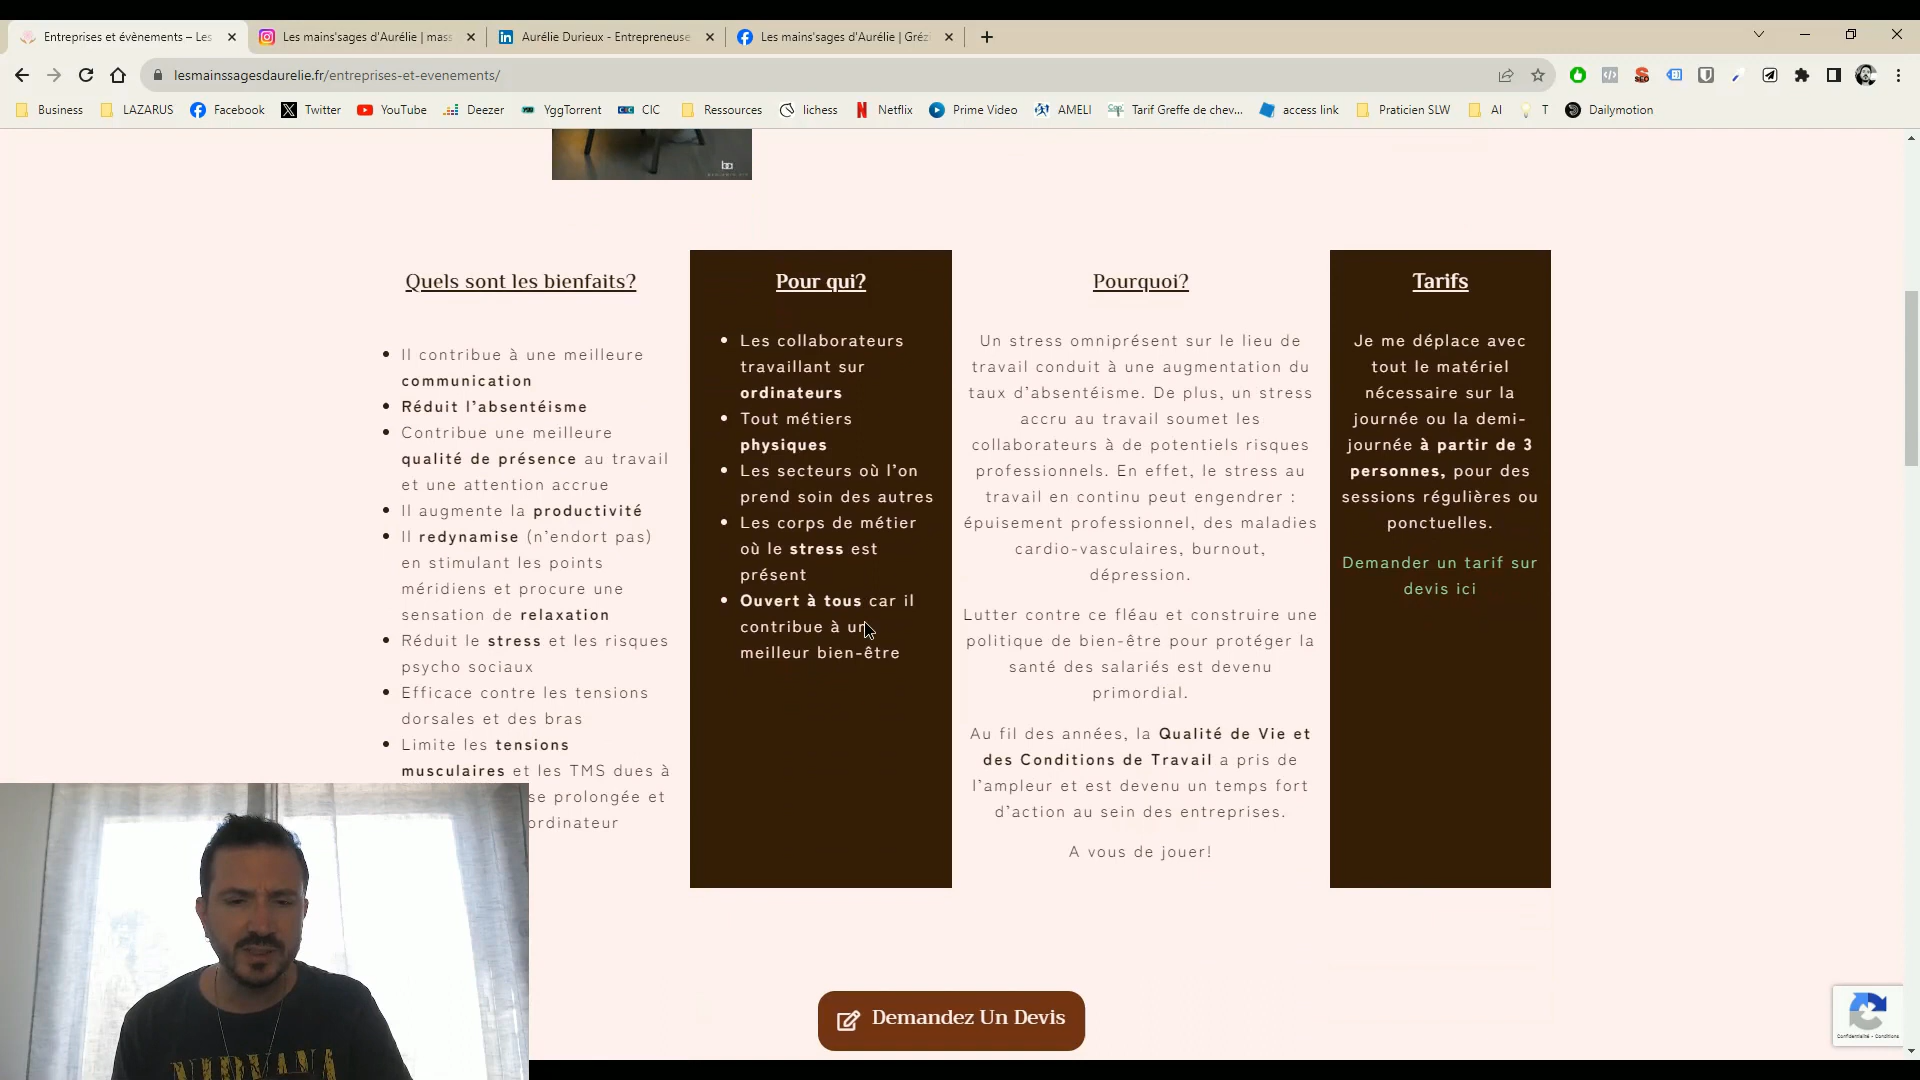 Entreprises et évènements – Les
Les mains'sages d'Aurélie | mass
Aurélie Durieux - Entrepreneuse
Les mains'sages d'Aurélie | Gréz
lesmainssagesdaurelie.fr/entreprises-et-evenements/
Business
LAZARUS
Facebook
Twitter
YouTube
Deezer
YggTorrent
CIC
Ressources
lichess
Netflix
Prime Video
AMELI
Tarif Greffe de chev...
access link
Praticien SLW
AI
T
Dailymotion
Quels sont les bienfaits?
Il contribue à une meilleure
communication
Réduit l'absentéisme
Contribue une meilleure
qualité de présence au travail
et une attention accrue
Il augmente la productivité
Il redynamise (n'endort pas)
en stimulant les points
méridiens et procure une
sensation de relaxation
Réduit le stress et les risques
psycho sociaux
Efficace contre les tensions
dorsales et des bras
Limite les tensions
musculaires et les TMS dues à
se prolongée et
ordinateur
Pour qui?
Les collaborateurs
travaillant sur
ordinateurs
Tout métiers
physiques
Les secteurs où l'on
prend soin des autres
Les corps de métier
où le stress est
présent
Ouvert à tous car il
contribue à un
meilleur bien-être
Pourquoi?
Un stress omniprésent sur le lieu de
travail conduit à une augmentation du
taux d'absentéisme. De plus, un stress
accru au travail soumet les
collaborateurs à de potentiels risques
professionnels. En effet, le stress au
travail en continu peut engendrer :
épuisement professionnel, des maladies
cardio-vasculaires, burnout,
dépression.
Lutter contre ce fléau et construire une
politique de bien-être pour protéger la
santé des salariés est devenu
primordial.
Au fil des années, la Qualité de Vie et
des Conditions de Travail a pris de
l'ampleur et est devenu un temps fort
d'action au sein des entreprises.
A vous de jouer!
Tarifs
Je me déplace avec
tout le matériel
nécessaire sur la
journée ou la demi-
journée à partir de 3
personnes, pour des
sessions régulières ou
ponctuelles.
Demander un tarif sur
devis ici
Demandez Un Devis
Confidentialité - Conditions
NIRVANA